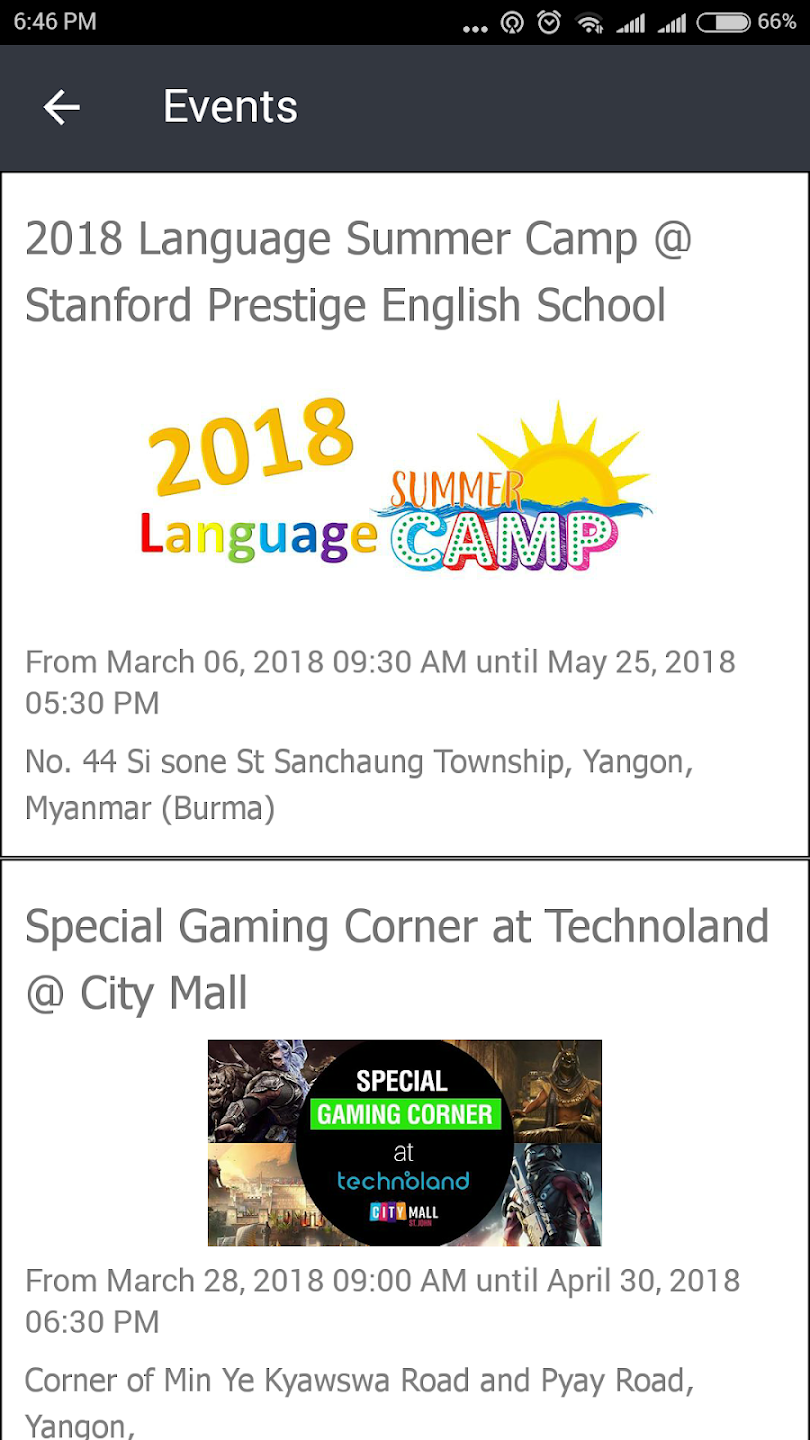 6:46 PM
66%
Events
2018 Language Summer Camp @
Stanford Prestige English School
2018
Language
SUMMER
CAMP
From March 06, 2018 09:30 AM until May 25, 2018
05:30 PM
No. 44 Si sone St Sanchaung Township, Yangon,
Myanmar (Burma)
Special Gaming Corner at Technoland
@ City Mall
SPECIAL
GAMING CORNER
at
technoland
CITY MALL
ST. JOHN
From March 28, 2018 09:00 AM until April 30, 2018
06:30 PM
Corner of Min Ye Kyawswa Road and Pyay Road,
Yangon,